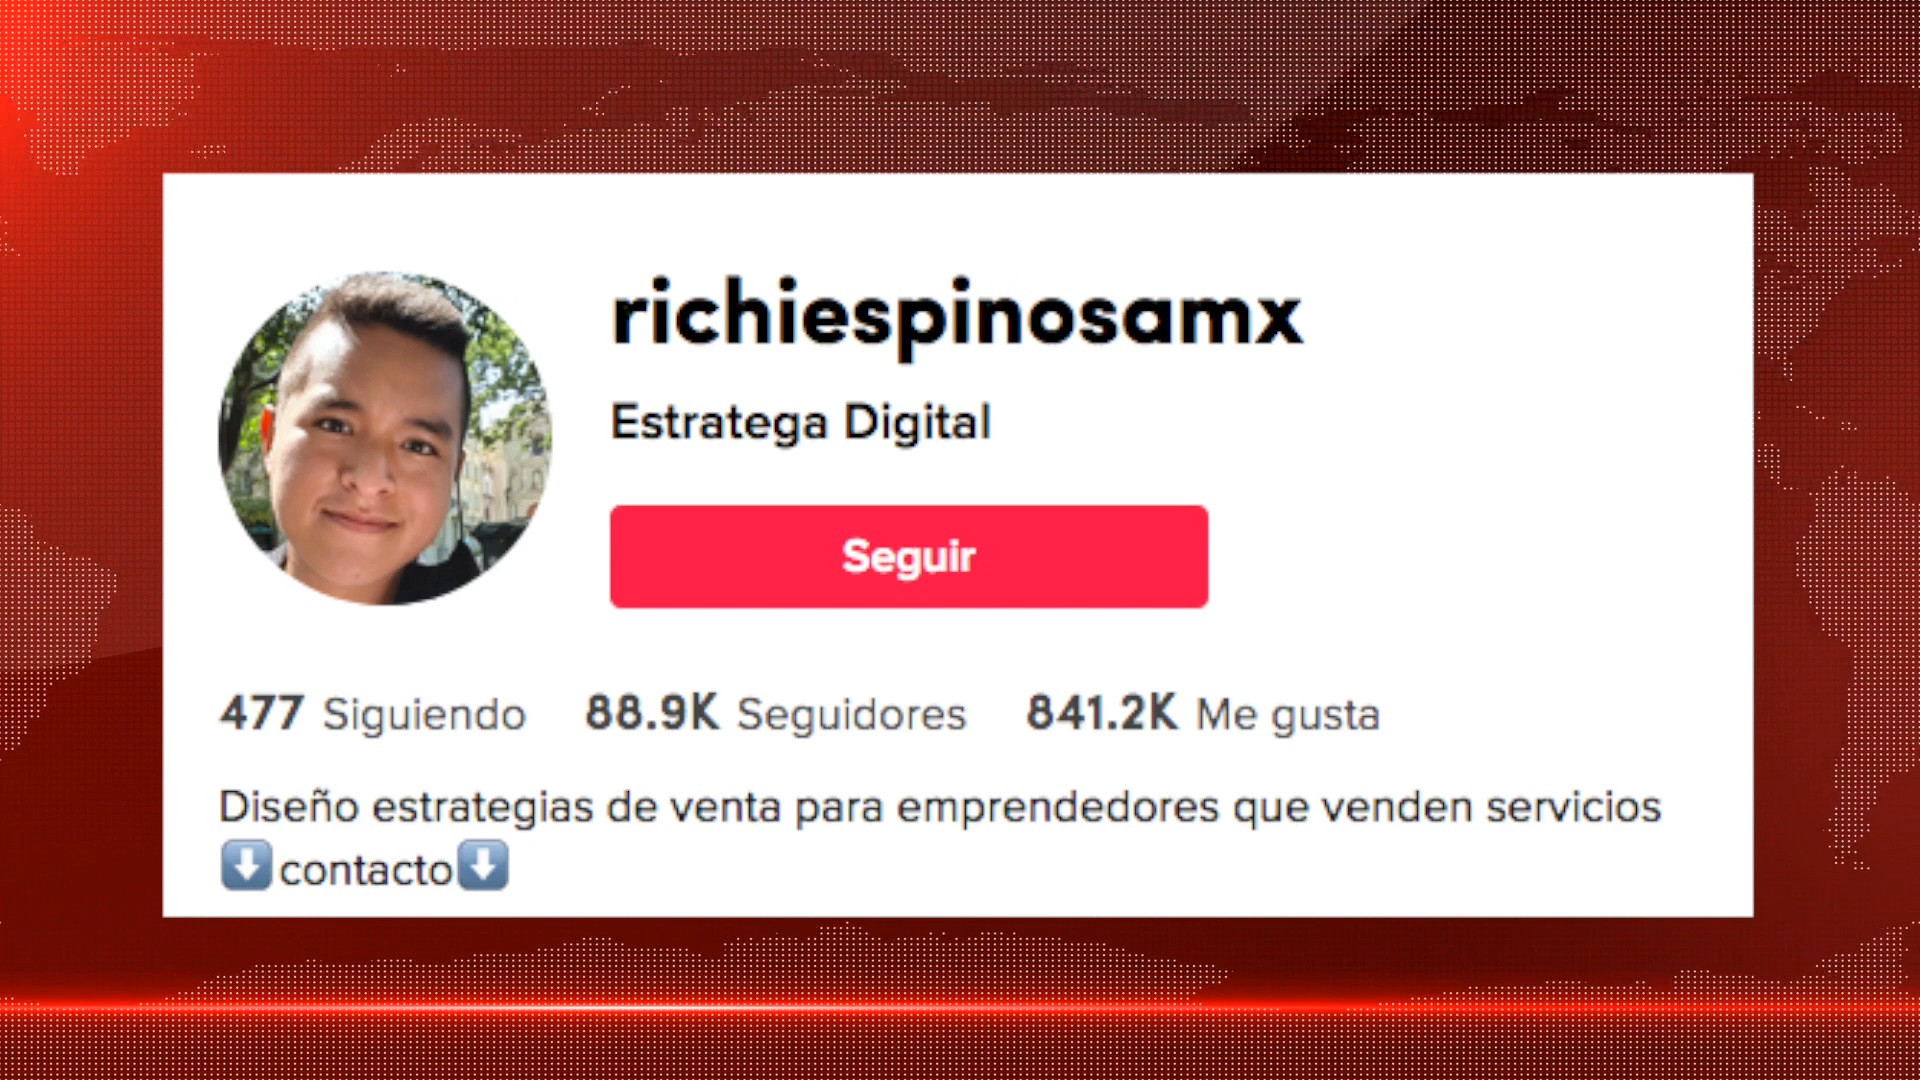 richiespinosamx
Estratega Digital
Seguir
477 Siguiendo 88.9K Seguidores 841.2K Me gusta
Diseño estrategias de venta para emprendedores que venden servicios
⬇️contacto⬇️